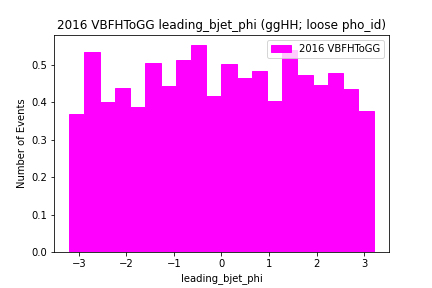 2016 VBFHToGG leading_bjet_phi (ggHH; loose pho_id)
2016 VBFHToGG
Number of Events
0.5
0.4
0.3
0.2
0.1
0.0
−3 −2 −1 0 1 2 3
leading_bjet_phi